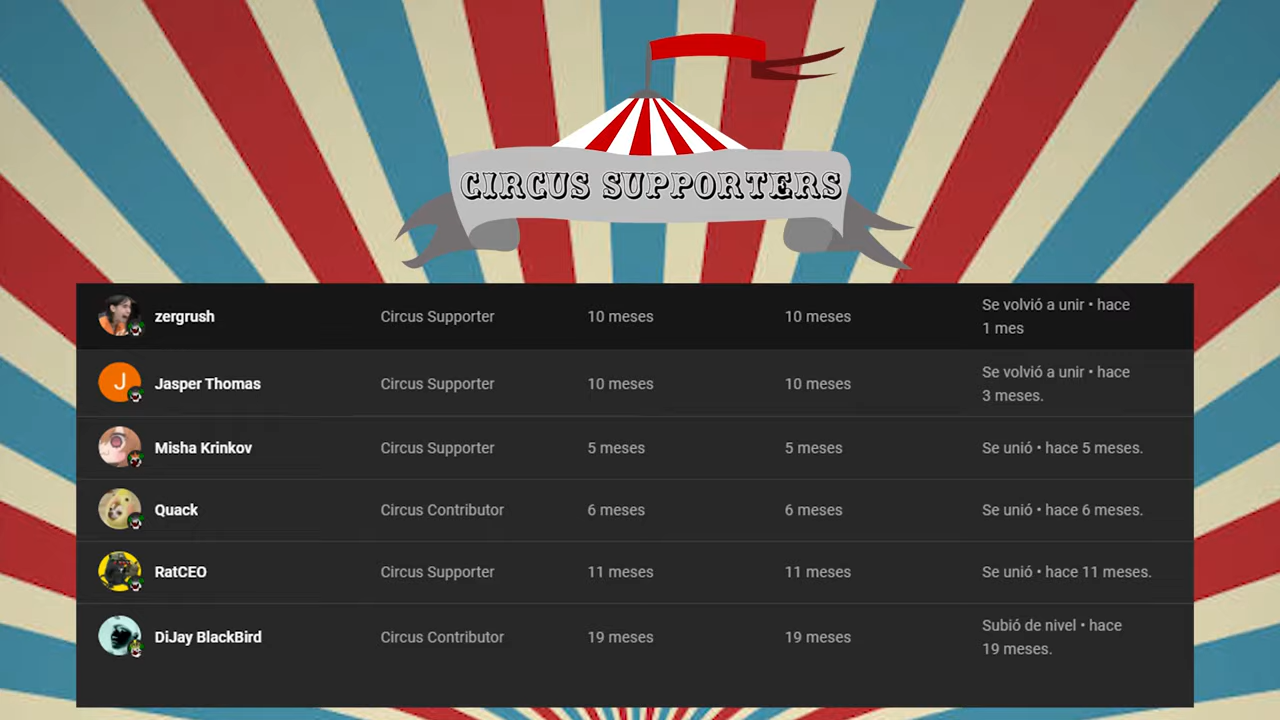 CIRCUS SUPPORTERS
zergrush Circus Supporter 10 meses 10 meses Se volvió a unir • hace
1 mes
J Jasper Thomas Circus Supporter 10 meses 10 meses Se volvió a unir • hace
3 meses.
Misha Krinkov Circus Supporter 5 meses 5 meses Se unió • hace 5 meses.
Quack Circus Contributor 6 meses 6 meses Se unió • hace 6 meses.
RatCEO Circus Supporter 11 meses 11 meses Se unió • hace 11 meses.
DiJay BlackBird Circus Contributor 19 meses 19 meses Subió de nivel • hace
19 meses.